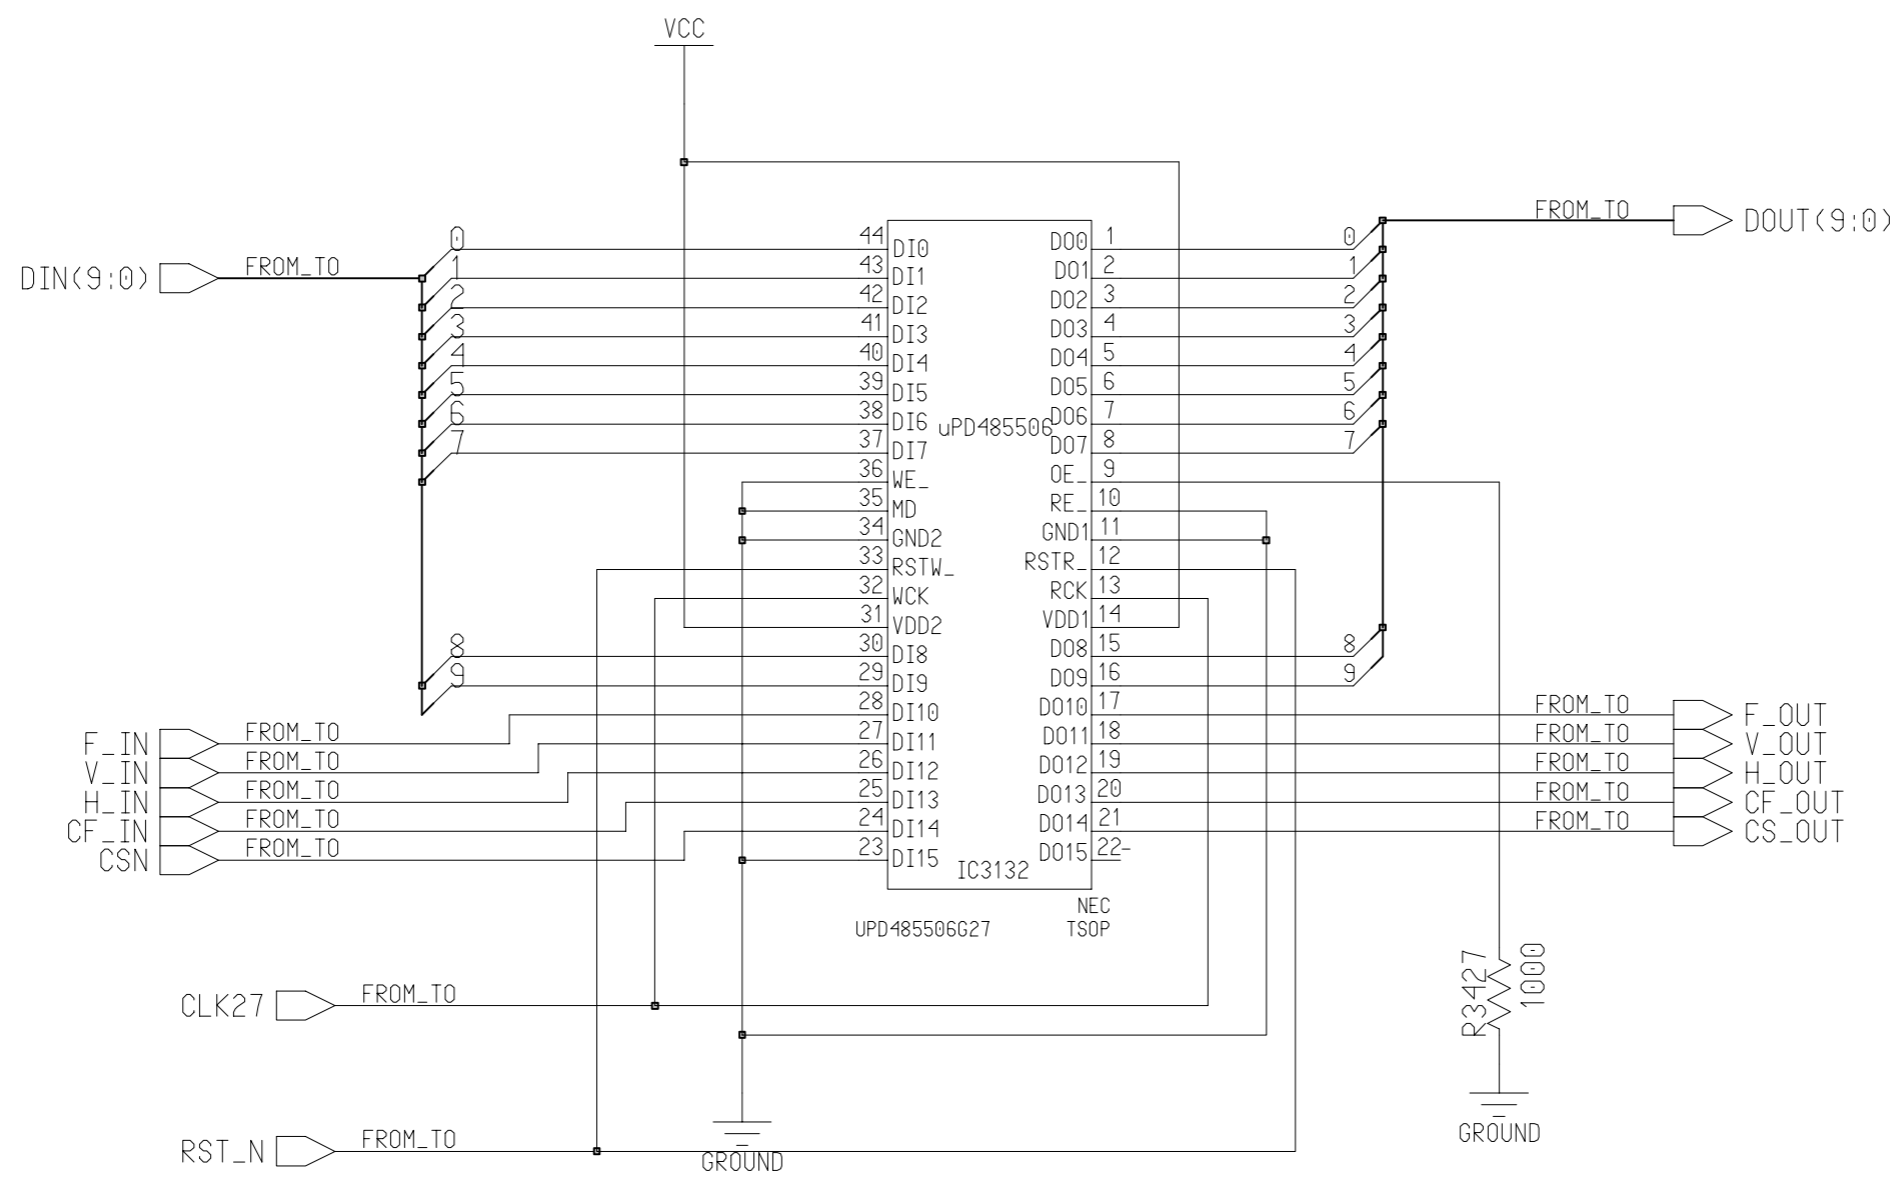 VCC
FROM_TO
DOUT(9:0)
DIN(9:0)
FROM_TO
0 44 DI0 DO0 1 0
1 43 DI1 DO1 2 1
2 42 DI2 DO2 3 2
3 41 DI3 DO3 4 3
4 40 DI4 DO4 5 4
5 39 DI5 DO5 6 5
6 38 DI6 uPD485506 DO6 7 6
7 37 DI7 DO7 8 7
36 WE_ OE_ 9
35 MD RE_ 10
34 GND2 GND1 11
33 RSTW_ RSTR_ 12
32 WCK RCK 13
31 VDD2 VDD1 14
8 30 DI8 DO8 15 8
9 29 DI9 DO9 16 9
28 DI10 DO10 17 FROM_TO F_OUT
F_IN FROM_TO 27 DI11 DO11 18 FROM_TO V_OUT
V_IN FROM_TO 26 DI12 DO12 19 FROM_TO H_OUT
H_IN FROM_TO 25 DI13 DO13 20 FROM_TO CF_OUT
CF_IN FROM_TO 24 DI14 DO14 21 FROM_TO CS_OUT
CSN FROM_TO 23 DI15 DO15 22-
IC3132
NEC
UPD485506G27 TSOP
CLK27 FROM_TO
R3427 1000
RST_N FROM_TO
GROUND
GROUND